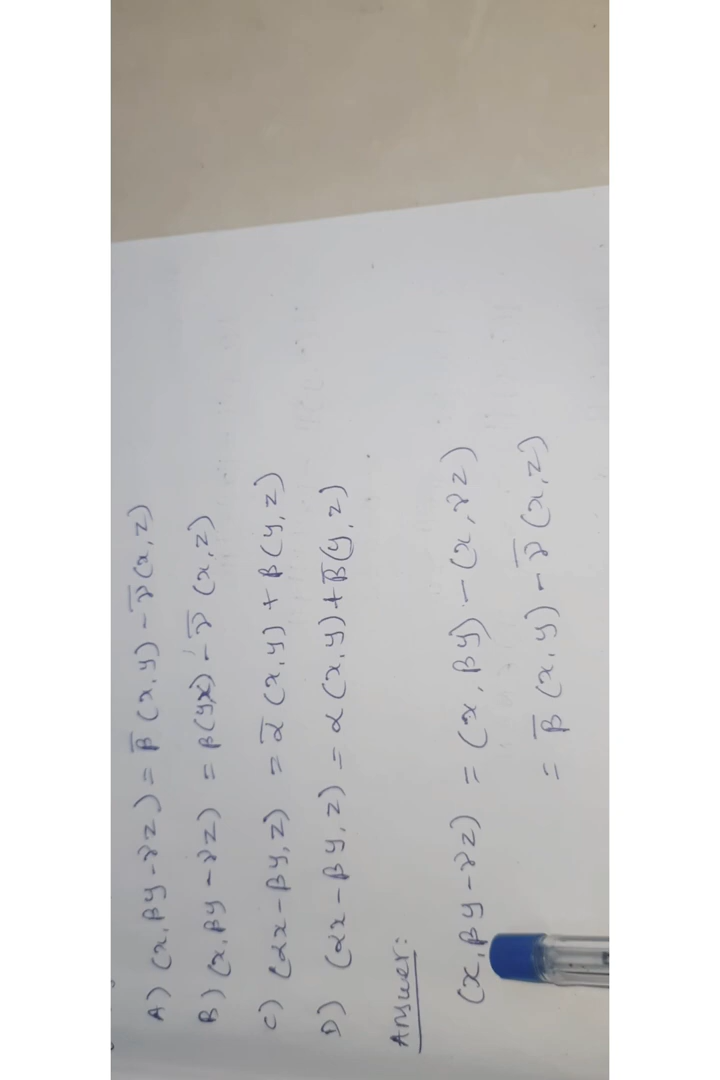 A) (x, βy - γz) = β̅ (x, y) - γ̅ (x, z)
B) (x, βy - γz) = β(y,x) - γ̅ (x, z)
C) (αx - βy, z) = α̅ (x, y) + β (y, z)
D) (αx - βy, z) = α (x, y) + β̅ (y, z)
Answer:
(x, βy - γz) = (x, βy) - (x, γz)
= β̅ (x, y) - γ̅ (x, z)